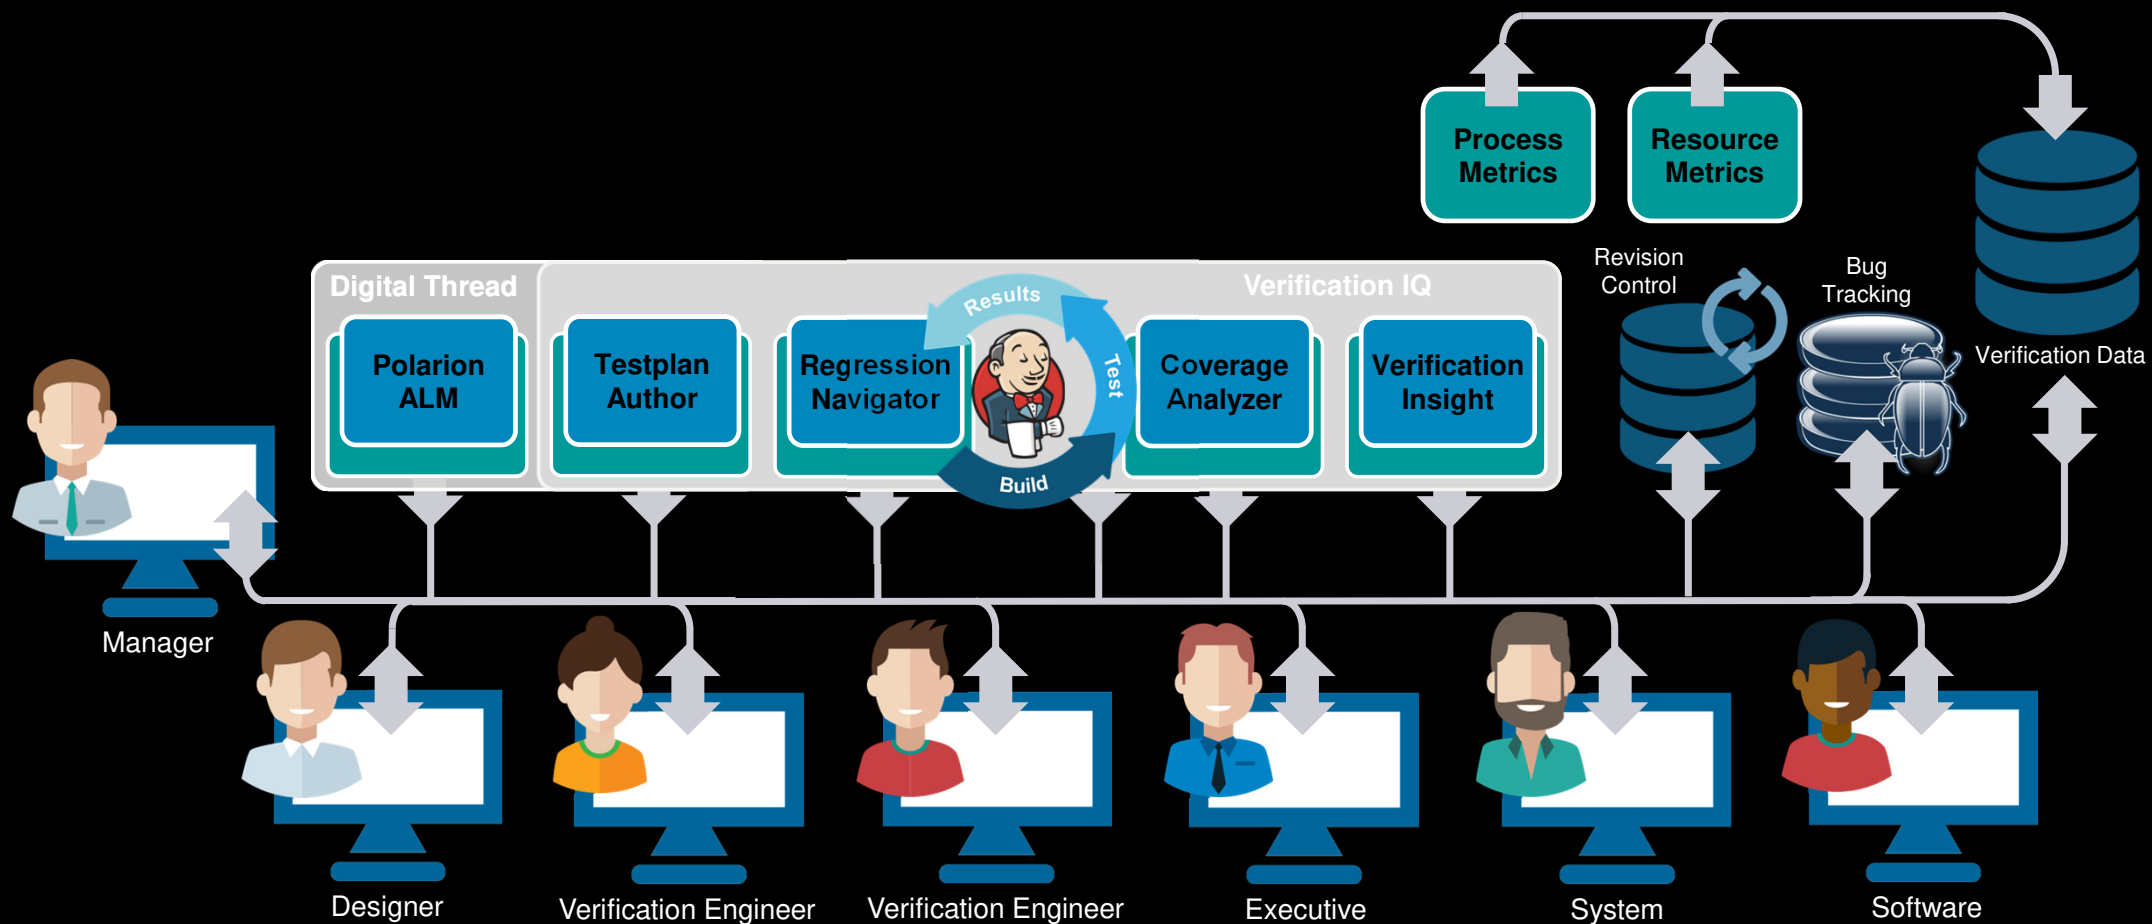 Process
Metrics
Resource
Metrics
Revision
Control
Bug
Tracking
Verification Data
Digital Thread
Verification IQ
Polarion
ALM
Testplan
Author
Regression
Navigator
Results
Test
Build
Coverage
Analyzer
Verification
Insight
Manager
Designer
Verification Engineer
Verification Engineer
Executive
System
Software